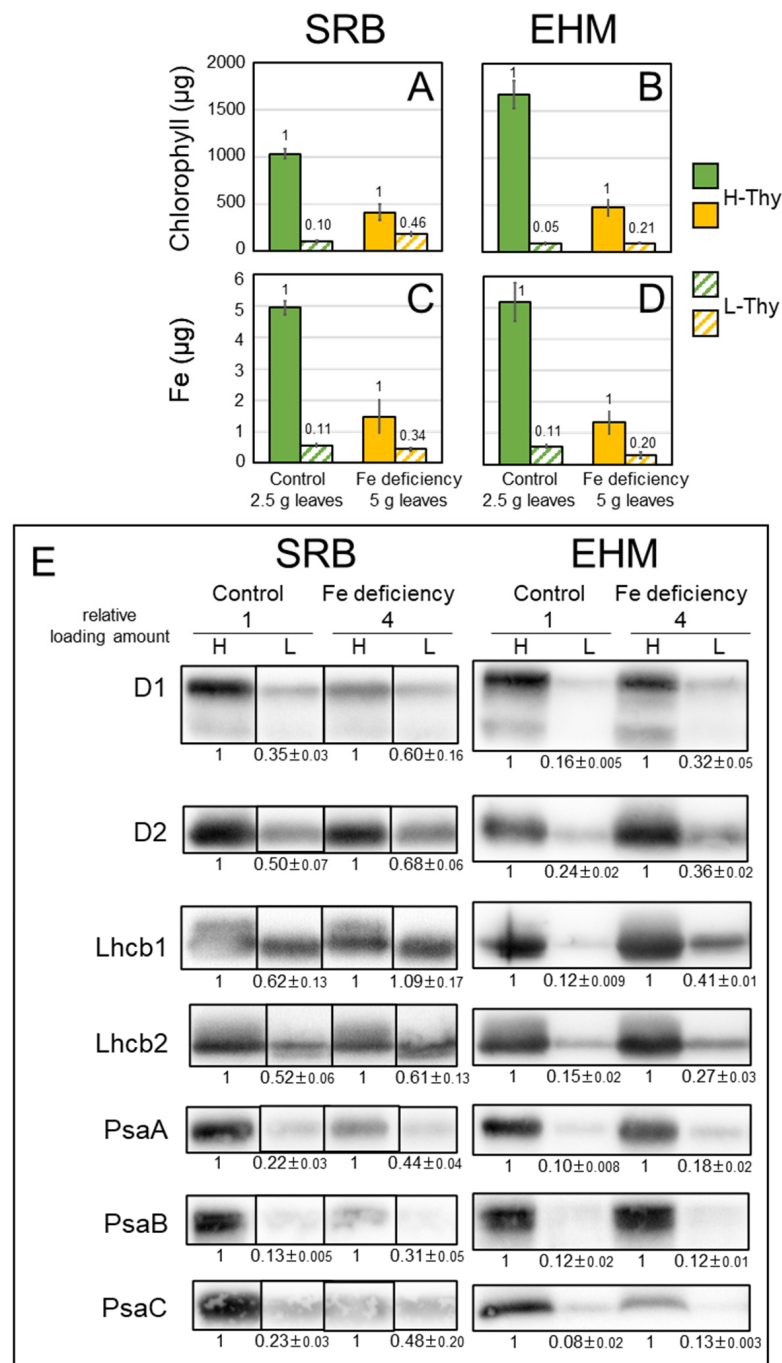 SRB EHM
Chlorophyll (µg)
2000
1500
1000
500
0
A
1
0.10
1
0.46
B
1
0.05
1
0.21
H-Thy
L-Thy
Fe (µg)
6
5
4
3
2
1
0
C
1
0.11
1
0.34
D
1
0.11
1
0.20
Control Fe deficiency Control Fe deficiency
2.5 g leaves 5 g leaves 2.5 g leaves 5 g leaves
E
SRB EHM
Control Fe deficiency Control Fe deficiency
relative
loading amount
1 4 1 4
H L H L H L H L
D1
1 0.35±0.03 1 0.60±0.16 1 0.16±0.005 1 0.32±0.05
D2
1 0.50±0.07 1 0.68±0.06 1 0.24±0.02 1 0.36±0.02
Lhcb1
1 0.62±0.13 1 1.09±0.17 1 0.12±0.009 1 0.41±0.01
Lhcb2
1 0.52±0.06 1 0.61±0.13 1 0.15±0.02 1 0.27±0.03
PsaA
1 0.22±0.03 1 0.44±0.04 1 0.10±0.008 1 0.18±0.02
PsaB
1 0.13±0.005 1 0.31±0.05 1 0.12±0.02 1 0.12±0.01
PsaC
1 0.23±0.03 1 0.48±0.20 1 0.08±0.02 1 0.13±0.003